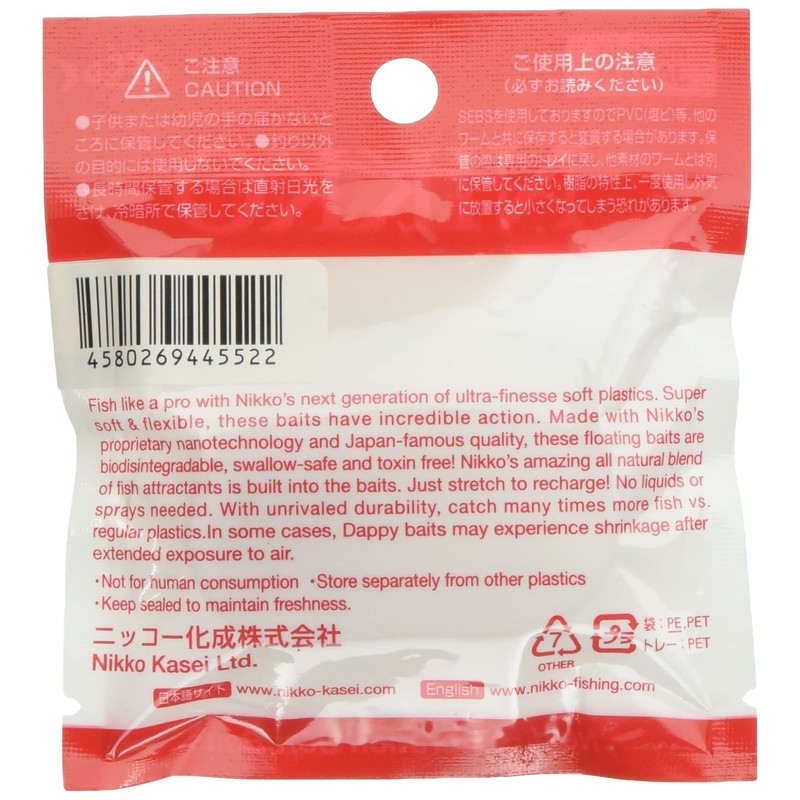 ご注意
CAUTION
●子供または幼児の手の届かないと
ころに保管してください。●釣り以外
の目的には使用しないでください。
●長時間保管する場合は直射日光を
さけ、冷暗所で保管してください。
ご使用上の注意
(必ずお読みください)
SEBSを使用しておりますのでPVC(塩ビ)等、他の
ワームと共に保存すると変質する場合があります。保
管の際は専用のトレイに戻し、他素材のワームとは別
に保管してください。樹脂の特性上、一度使用し外気
に放置すると小さくなってしまう恐れがあります。
4580269445522
Fish like a pro with Nikko's next generation of ultra-finesse soft plastics. Super
soft & flexible, these baits have incredible action. Made with Nikko's
proprietary nanotechnology and Japan-famous quality, these floating baits are
biodisintegradable, swallow-safe and toxin free! Nikko's amazing all natural blend
of fish attractants is built into the baits. Just stretch to recharge! No liquids or
sprays needed. With unrivaled durability, catch many times more fish vs.
regular plastics.In some cases, Dappy baits may experience shrinkage after
extended exposure to air.
・Not for human consumption ・Store separately from other plastics
・Keep sealed to maintain freshness.
ニッコー化成株式会社
Nikko Kasei Ltd.
7
OTHER
プラ
袋:PE,PET
トレー:PET
日本語サイト www.nikko-kasei.com English www.nikko-fishing.com